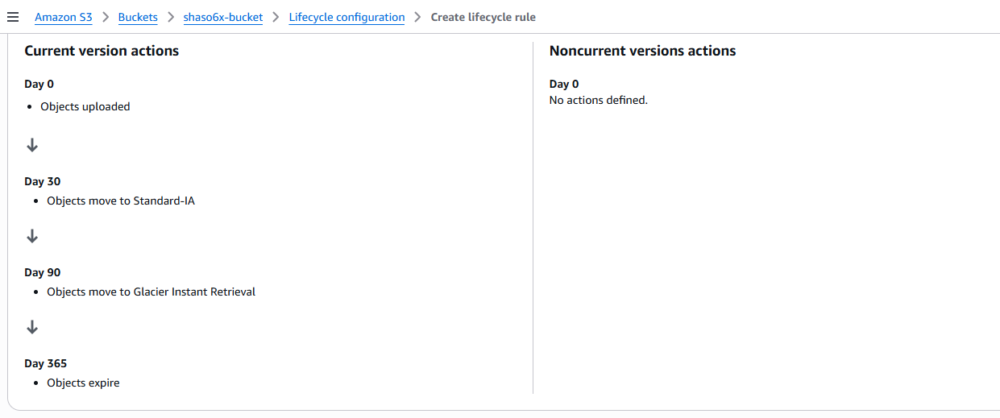 Amazon S3 > Buckets > shaso6x-bucket > Lifecycle configuration > Create lifecycle rule
Current version actions
Day 0
• Objects uploaded
↓
Day 30
• Objects move to Standard-IA
↓
Day 90
• Objects move to Glacier Instant Retrieval
↓
Day 365
• Objects expire
Noncurrent versions actions
Day 0
No actions defined.